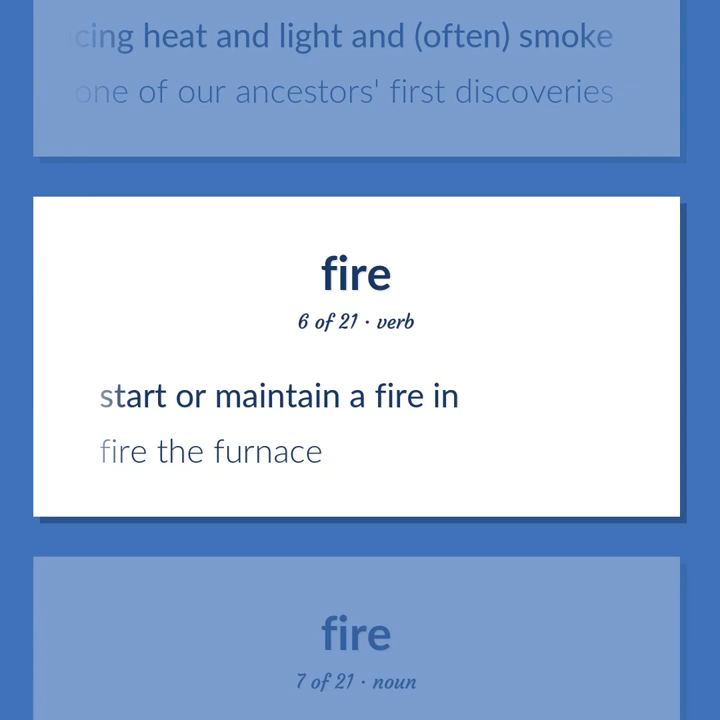 cing heat and light and (often) smoke
one of our ancestors' first discoveries
fire
6 of 21 · verb
start or maintain a fire in
fire the furnace
fire
7 of 21 · noun